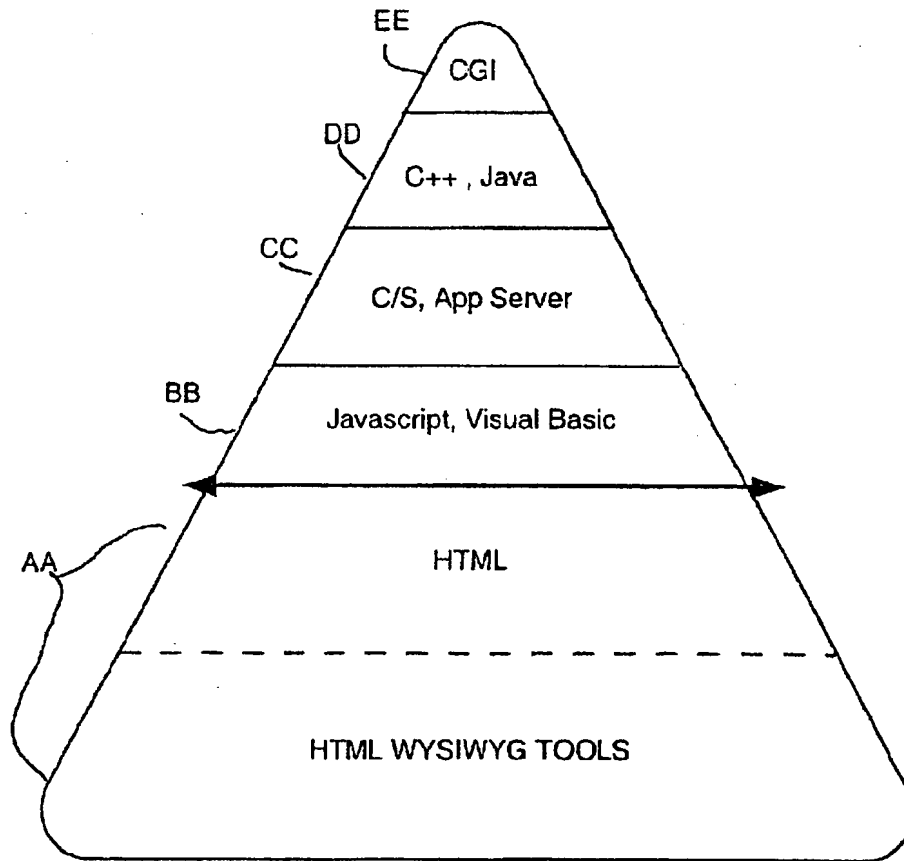 EE
CGI
DD
C++ , Java
CC
C/S, App Server
BB
Javascript, Visual Basic
AA
HTML
HTML WYSIWYG TOOLS